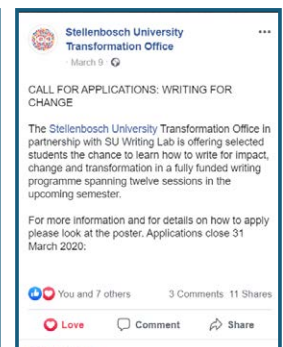 Stellenbosch University
Transformation Office
...
March 9 ·
CALL FOR APPLICATIONS: WRITING FOR
CHANGE
The Stellenbosch University Transformation Office in
partnership with SU Writing Lab is offering selected
students the chance to learn how to write for impact,
change and transformation in a fully funded writing
programme spanning twelve sessions in the
upcoming semester.
For more information and for details on how to apply
please look at the poster. Applications close 31
March 2020:
You and 7 others 3 Comments 11 Shares
Love Comment Share